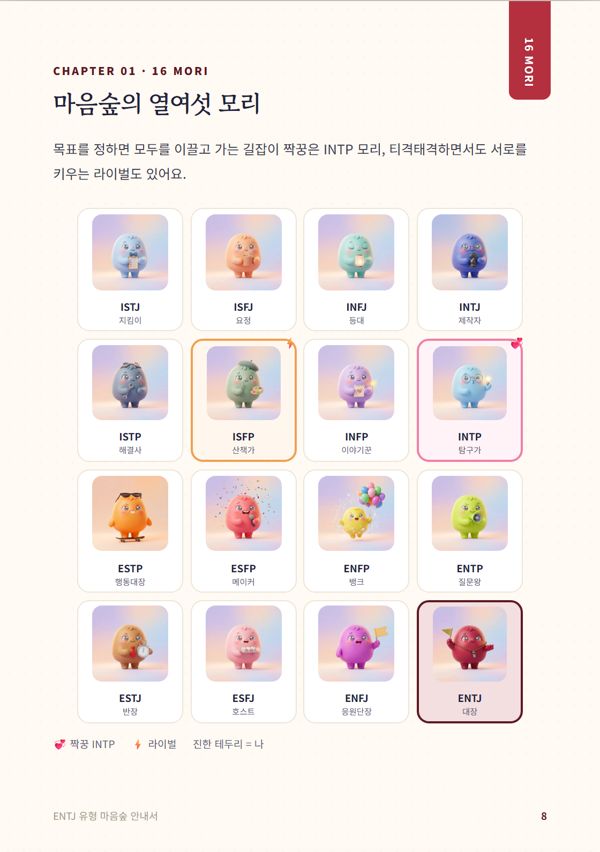 16 MORI
CHAPTER 01 · 16 MORI
마음숲의 열여섯 모리
목표를 정하면 모두를 이끌고 가는 길잡이 짝꿍은 INTP 모리, 티격태격하면서도 서로를
키우는 라이벌도 있어요.
ISTJ
지킴이
ISFJ
요정
INFJ
등대
INTJ
제작자
ISTP
해결사
ISFP
산책가
INFP
이야기꾼
INTP
탐구가
ESTP
행동대장
ESFP
메이커
ENFP
뱅크
ENTP
질문왕
ESTJ
반장
ESFJ
호스트
ENFJ
응원단장
ENTJ
대장
짝꿍 INTP 라이벌 진한 테두리 = 나
ENTJ 유형 마음숲 안내서
8